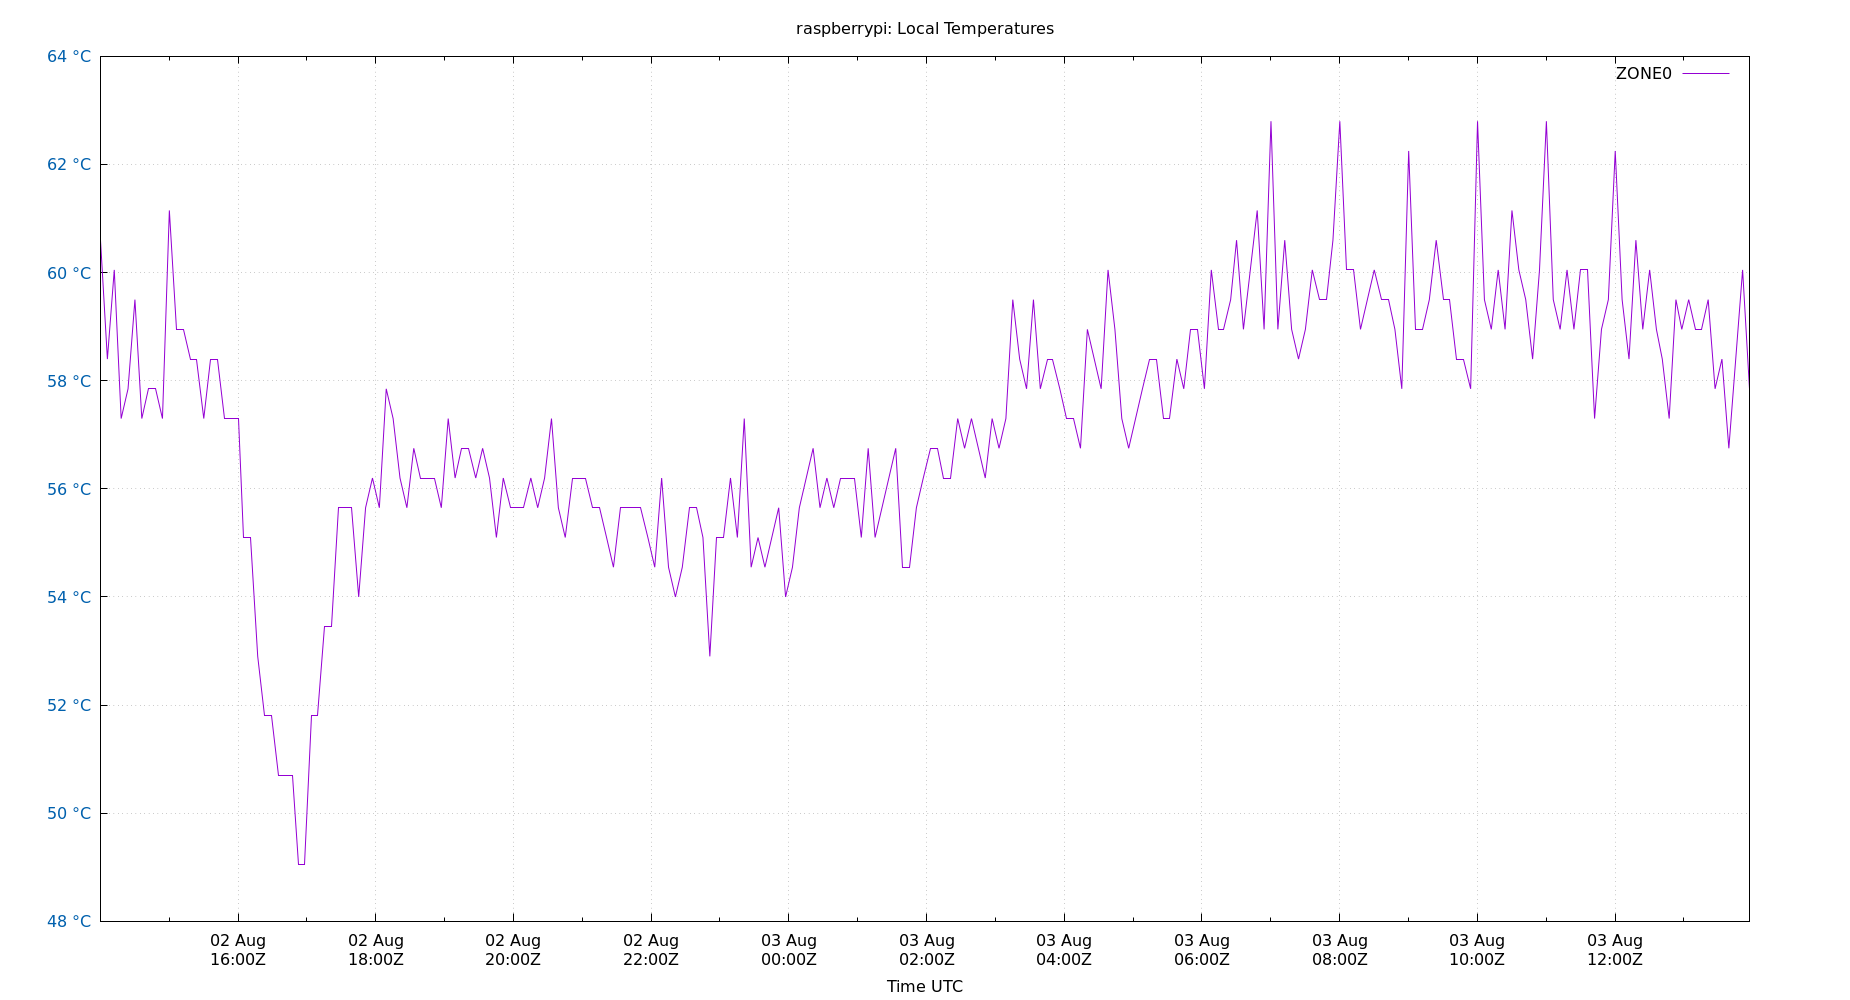 raspberrypi: Local Temperatures
ZONE0
64 °C
62 °C
60 °C
58 °C
56 °C
54 °C
52 °C
50 °C
48 °C
02 Aug 02 Aug 02 Aug 02 Aug 03 Aug 03 Aug 03 Aug 03 Aug 03 Aug 03 Aug 03 Aug
16:00Z 18:00Z 20:00Z 22:00Z 00:00Z 02:00Z 04:00Z 06:00Z 08:00Z 10:00Z 12:00Z
Time UTC